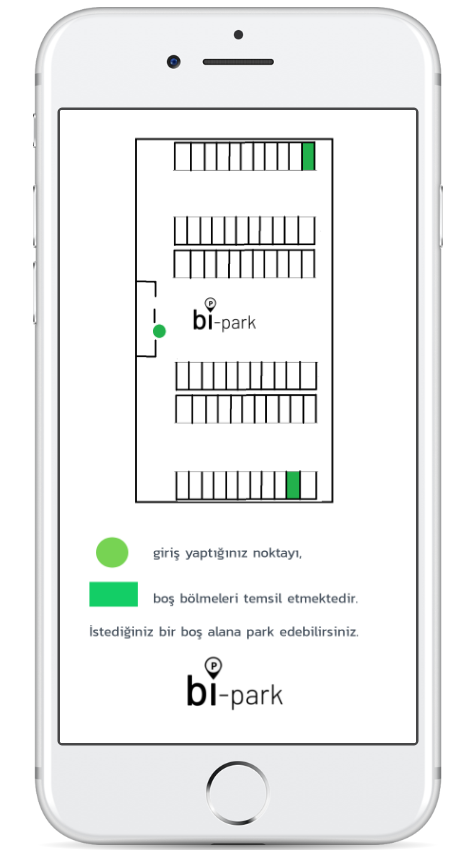 P
bi-park
giriş yaptığınız noktayı,
boş bölmeleri temsil etmektedir.
İstediğiniz bir boş alana park edebilirsiniz.
P
bi-park